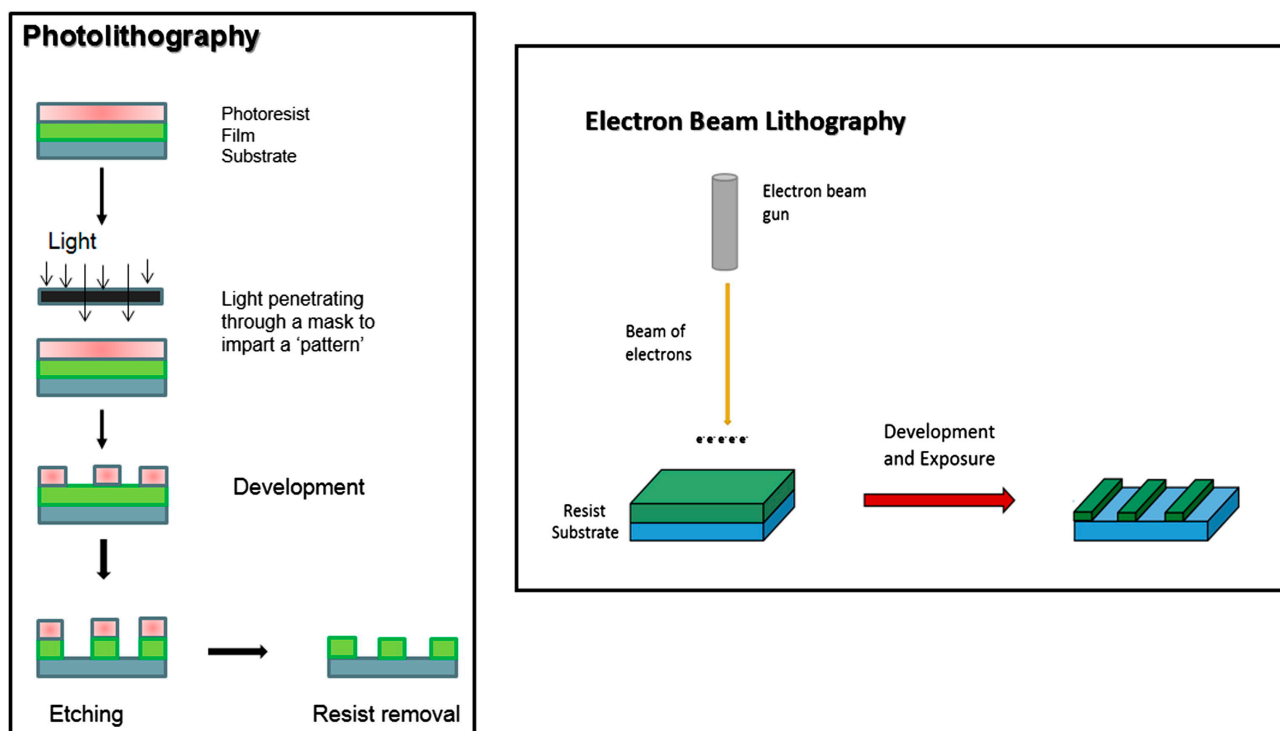 Photolithography
Photoresist
Film
Substrate
Light
Light penetrating
through a mask to
impart a ‘pattern’
Development
Etching
Resist removal
Electron Beam Lithography
Electron beam
gun
Beam of
electrons
e⁻ e⁻ e⁻ e⁻ e⁻
Development
and Exposure
Resist
Substrate